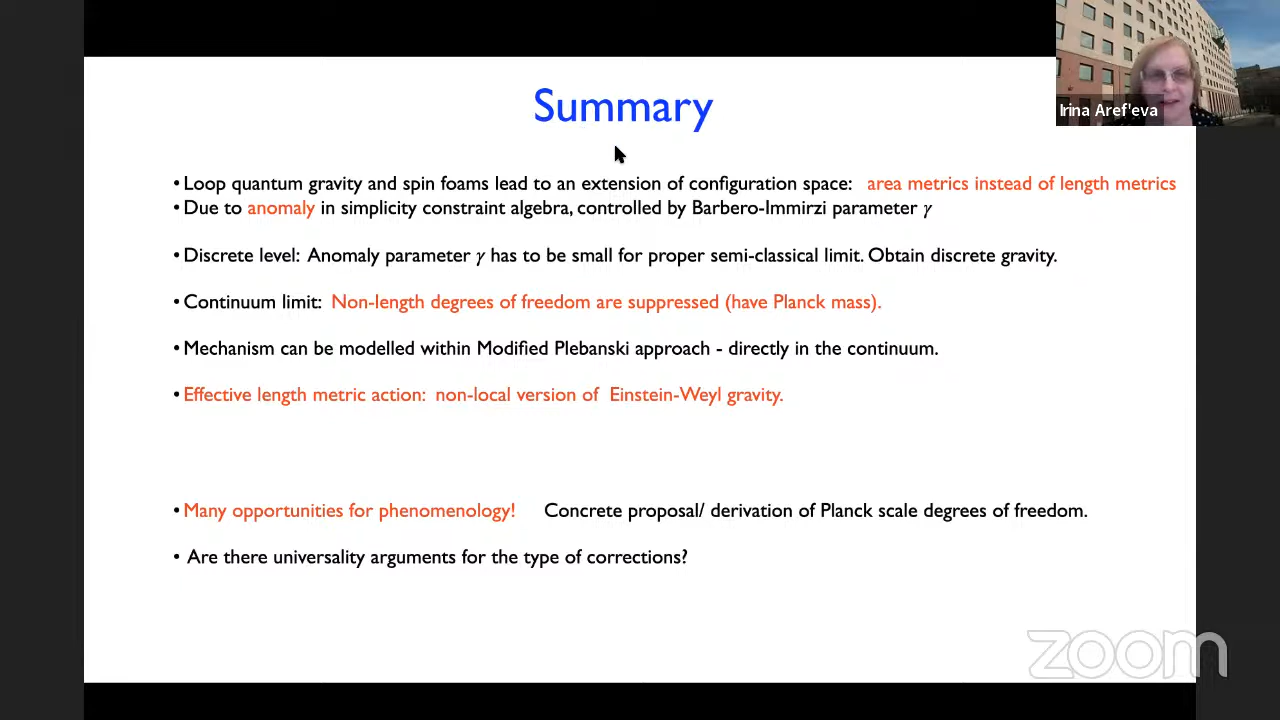 Summary
Irina Aref'eva
• Loop quantum gravity and spin foams lead to an extension of configuration space: area metrics instead of length metrics
• Due to anomaly in simplicity constraint algebra, controlled by Barbero-Immirzi parameter γ
• Discrete level: Anomaly parameter γ has to be small for proper semi-classical limit. Obtain discrete gravity.
• Continuum limit: Non-length degrees of freedom are suppressed (have Planck mass).
• Mechanism can be modelled within Modified Plebanski approach - directly in the continuum.
• Effective length metric action: non-local version of Einstein-Weyl gravity.
• Many opportunities for phenomenology! Concrete proposal/ derivation of Planck scale degrees of freedom.
• Are there universality arguments for the type of corrections?
zoom